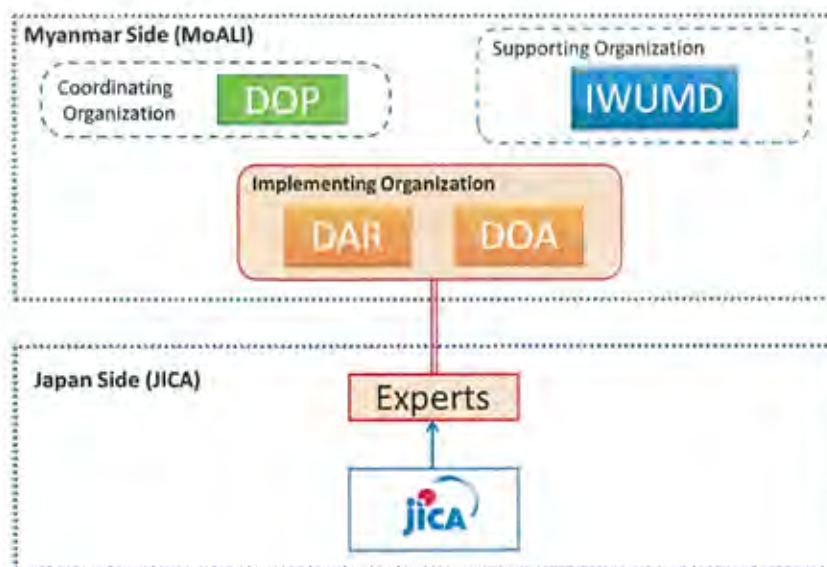 Myanmar Side (MoALI)
Coordinating
Organization
DOP
Supporting Organization
IWUMD
Implementing Organization
DAR
DOA
Japan Side (JICA)
Experts
jICA